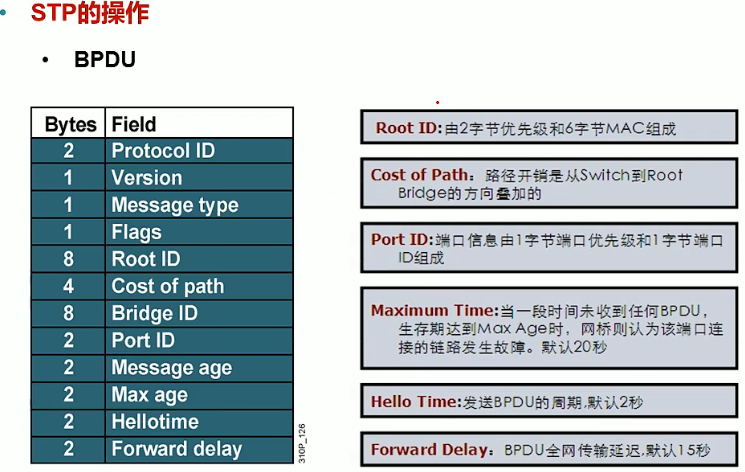 • STP的操作
• BPDU
Bytes Field
2 Protocol ID
1 Version
1 Message type
1 Flags
8 Root ID
4 Cost of path
8 Bridge ID
2 Port ID
2 Message age
2 Max age
2 Hellotime
2 Forward delay
310P_126
Root ID:由2字节优先级和6字节MAC组成
Cost of Path：路径开销是从Switch到Root
Bridge的方向叠加的
Port ID:端口信息由1字节端口优先级和1字节端口
ID组成
Maximum Time:当一段时间未收到任何BPDU，
生存期达到Max Age时，网桥则认为该端口连
接的链路发生故障。默认20秒
Hello Time:发送BPDU的周期,默认2秒
Forward Delay：BPDU全网传输延迟,默认15秒